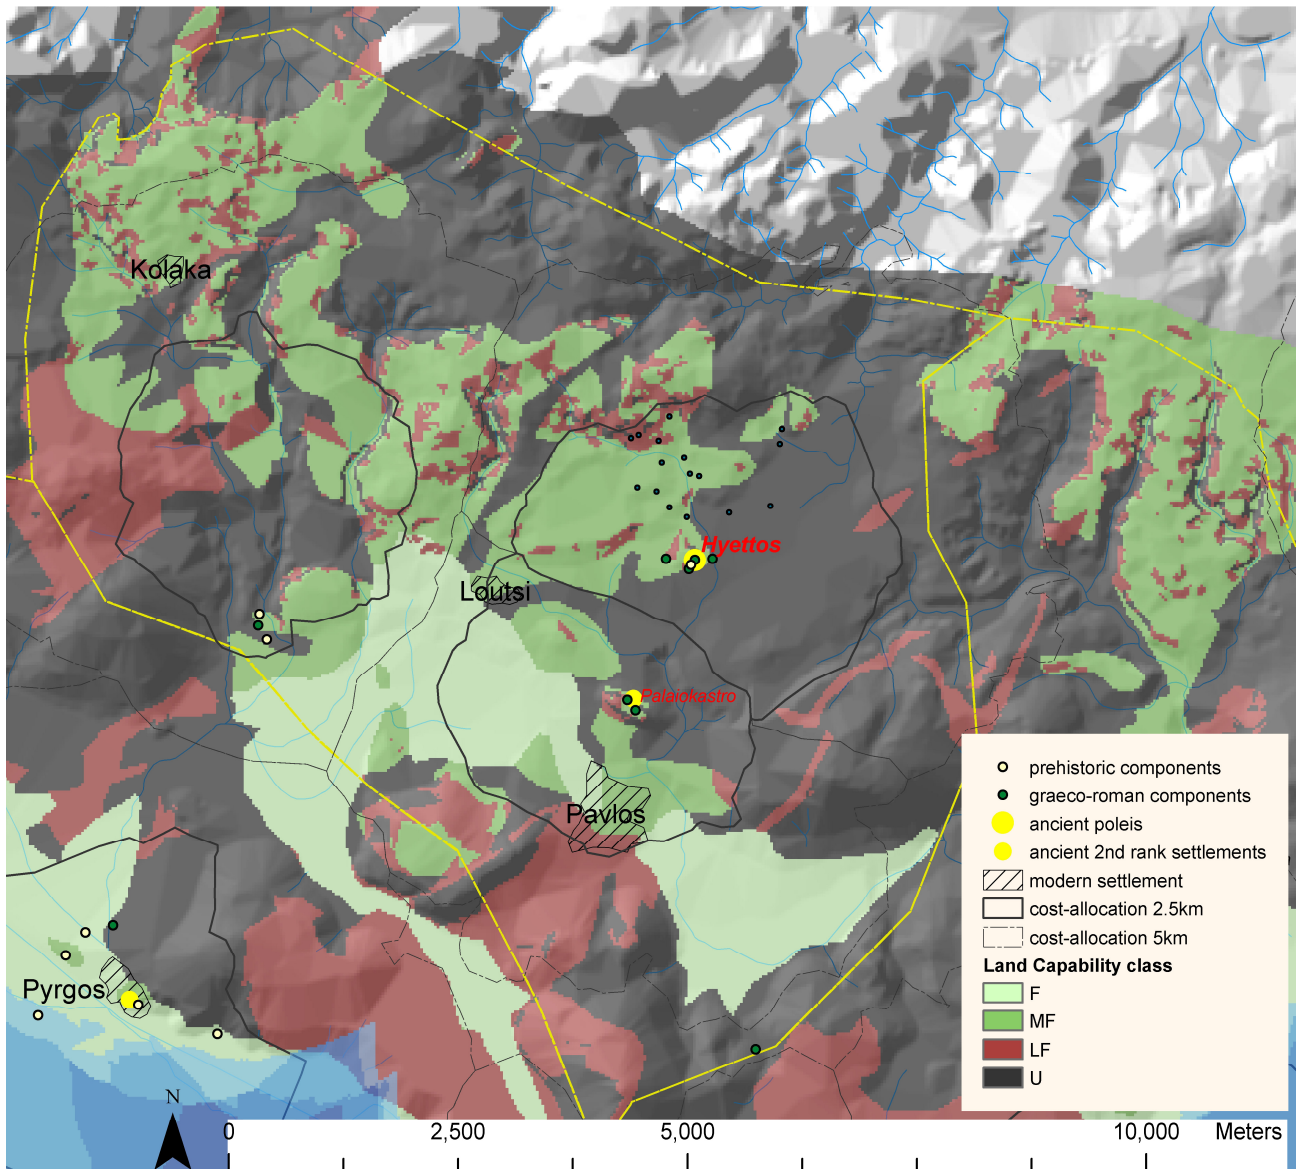 Kolaka
Hyettos
Loutsi
Palaiokastro
Pavlos
Pyrgos
prehistoric components
graeco-roman components
ancient poleis
ancient 2nd rank settlements
modern settlement
cost-allocation 2.5km
cost-allocation 5km
Land Capability class
F
MF
LF
U
N
0 2,500 5,000 10,000 Meters